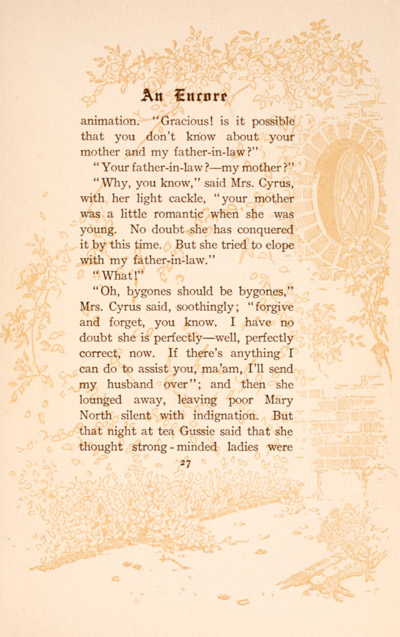 An Encore
animation. "Gracious! is it possible
that you don't know about your
mother and my father-in-law?"
"Your father-in-law?—my mother?"
"Why, you know," said Mrs. Cyrus,
with her light cackle, "your mother
was a little romantic when she was
young. No doubt she has conquered
it by this time. But she tried to elope
with my father-in-law."
"What!"
"Oh, bygones should be bygones,"
Mrs. Cyrus said, soothingly; "forgive
and forget, you know. I have no
doubt she is perfectly—well, perfectly
correct, now. If there's anything I
can do to assist you, ma'am, I'll send
my husband over"; and then she
lounged away, leaving poor Mary
North silent with indignation. But
that night at tea Gussie said that she
thought strong-minded ladies were
27